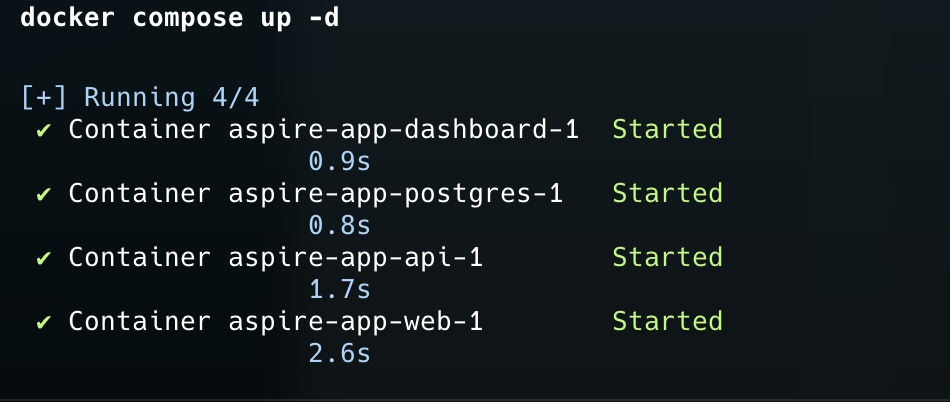 docker compose up -d
[+] Running 4/4
✔ Container aspire-app-dashboard-1 Started
0.9s
✔ Container aspire-app-postgres-1 Started
0.8s
✔ Container aspire-app-api-1 Started
1.7s
✔ Container aspire-app-web-1 Started
2.6s